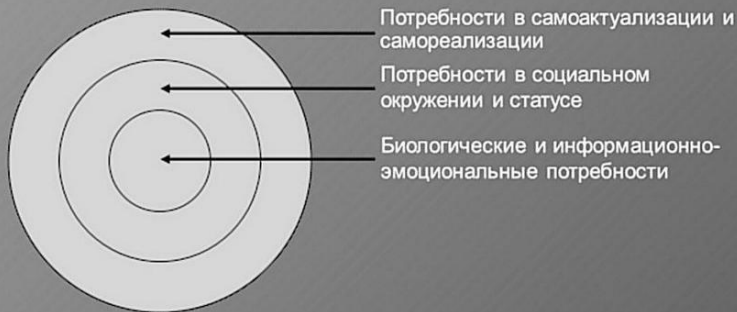 Потребности в самоактуализации и
самореализации
Потребности в социальном
окружении и статусе
Биологические и информационно-
эмоциональные потребности